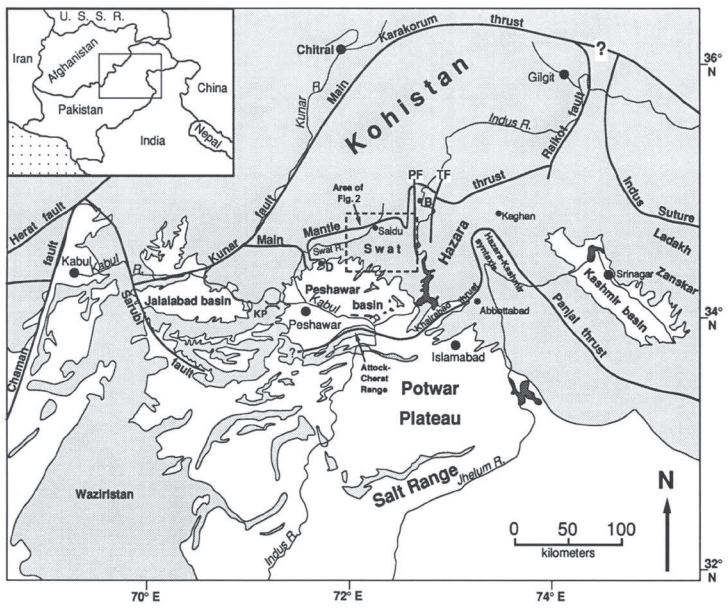 U. S. S. R.
Iran
Afghanistan
China
Pakistan
India
Nepal
Chitral
Karakorum
thrust
?
36°
N
Gilgit
Kunar R.
Main
Kohistan
Indus R.
Raikot fault
Indus Suture
Ladakh
Zanskar
PF
TF
B
thrust
Area of
Fig. 2
Mantle
Saidu
Swat R.
Swat
D
Hazara
Kaghan
Herat fault
Kunar fault
Main
Chaman fault
Kabul
Kabul R.
Sarubi fault
Jalalabad basin
KP
Peshawar
basin
Kabul
Peshawar
Khairabad thrust
Hazara-Kashmir
syntaxis
Abbottabad
Srinagar
Kashmir basin
Panjal thrust
34°
N
Attock-
Cherat
Range
Islamabad
Potwar
Plateau
Salt Range
Jhelum R.
Indus R.
Waziristan
N
0 50 100
kilometers
32°
N
70° E
72° E
74° E